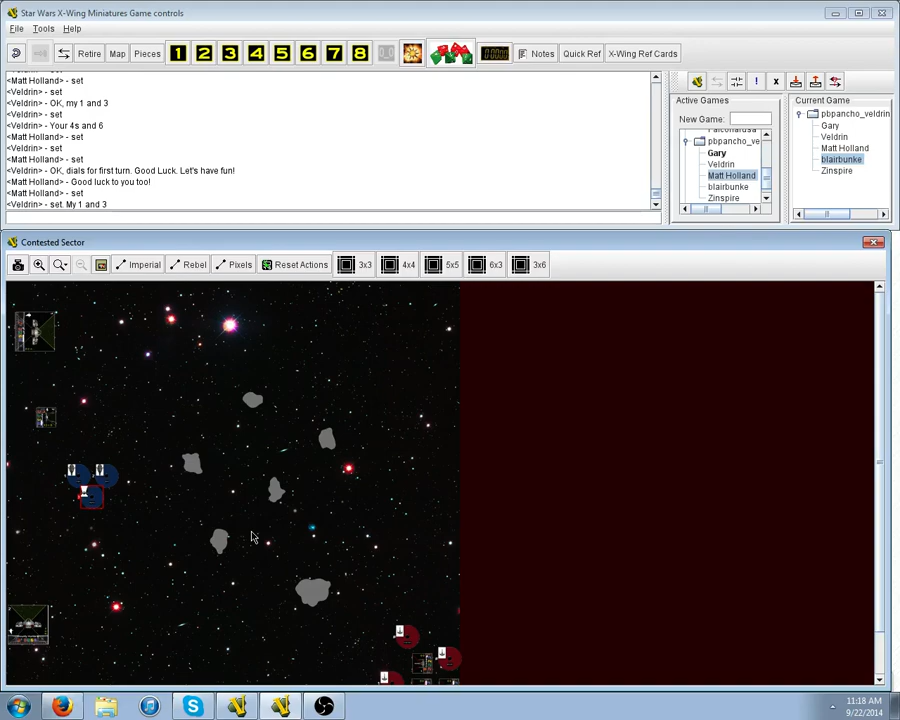 Star Wars X-Wing Miniatures Game controls
File Tools Help
Retire Map Pieces 1 2 3 4 5 6 7 8 Notes Quick Ref X-Wing Ref Cards
<Matt Holland> - set
<Veldrin> - set
<Veldrin> - OK, my 1 and 3
<Matt Holland> - set
<Veldrin> - Your 4s and 6
<Matt Holland> - set
<Veldrin> - set
<Matt Holland> - set
<Veldrin> - OK, dials for first turn. Good Luck. Let's have fun!
<Matt Holland> - Good luck to you too!
<Matt Holland> - set
<Veldrin> - set. My 1 and 3
Active Games
New Game:
pbpancho_ve
Gary
Veldrin
Matt Holland
blairbunke
Zinspire
Current Game
pbpancho_veldrin
Gary
Veldrin
Matt Holland
blairbunke
Zinspire
Contested Sector
Imperial Rebel Pixels Reset Actions 3x3 4x4 5x5 6x3 3x6
11:18 AM
9/22/2014